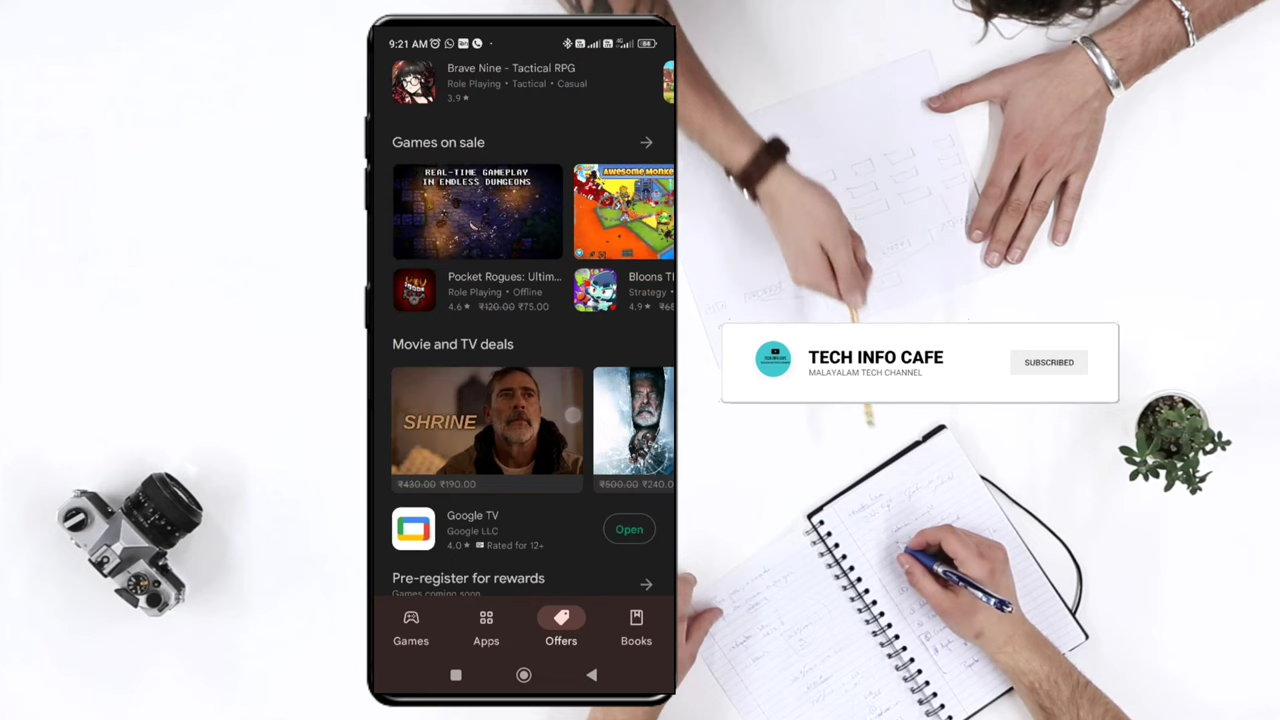 9:21 AM
Brave Nine - Tactical RPG
Role Playing • Tactical • Casual
3.9 ★
Games on sale
REAL-TIME GAMEPLAY
IN ENDLESS DUNGEONS
AWESOME MONKE
Pocket Rogues: Ultim...
Role Playing • Offline
4.6 ★ ₹120.00 ₹75.00
Bloons T
Strategy •
4.9 ★
Movie and TV deals
SHRINE
₹430.00 ₹190.00
₹500.00 ₹240.0
Google TV
Google LLC
4.0 ★ Rated for 12+
Open
Pre-register for rewards
Games coming soon
Games
Apps
Offers
Books
TECH INFO CAFE
MALAYALAM TECH CHANNEL
SUBSCRIBED